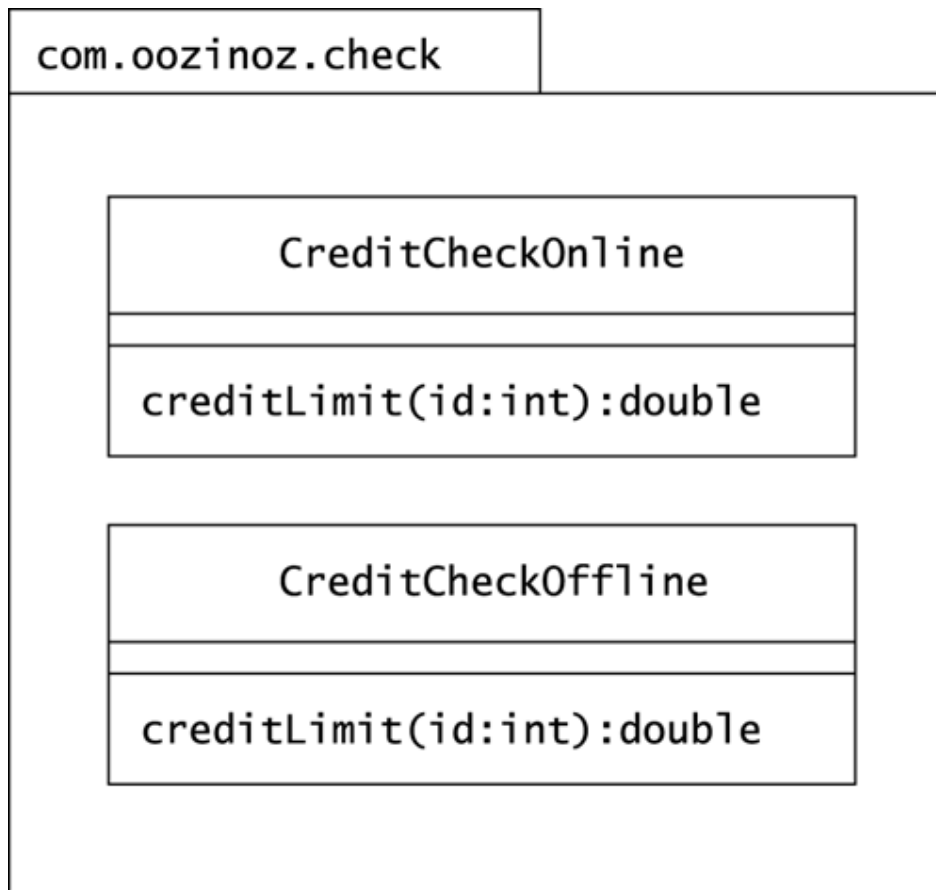 com.oozinoz.check
CreditCheckOnline
creditLimit(id:int):double
CreditCheckOffline
creditLimit(id:int):double